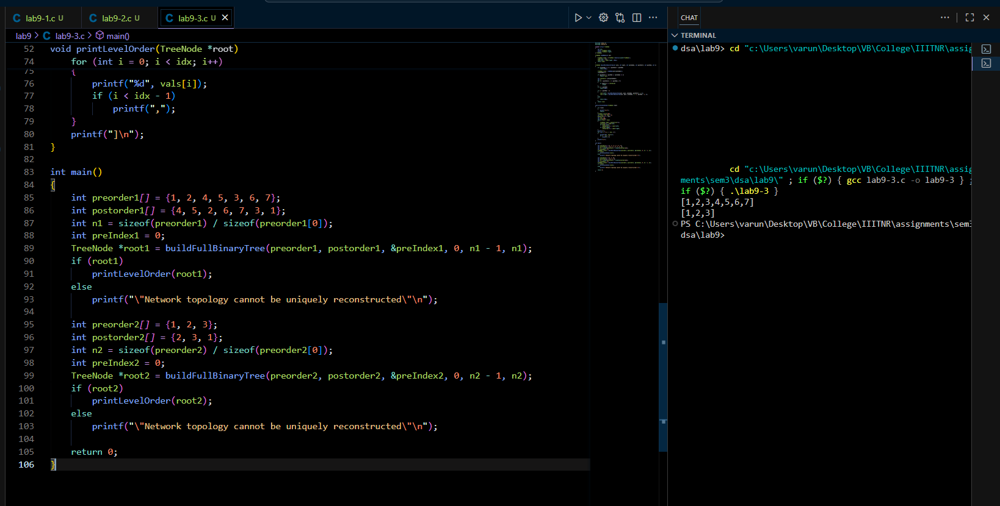 lab9-1.c U
lab9-2.c U
lab9-3.c U
lab9 > lab9-3.c > main()
52 void printLevelOrder(TreeNode *root)
74 for (int i = 0; i < idx; i++)
75 {
76 printf("%d", vals[i]);
77 if (i < idx - 1)
78 printf(",");
79 }
80 printf("]\n");
81 }
82
83 int main()
84 {
85 int preorder1[] = {1, 2, 4, 5, 3, 6, 7};
86 int postorder1[] = {4, 5, 2, 6, 7, 3, 1};
87 int n1 = sizeof(preorder1) / sizeof(preorder1[0]);
88 int preIndex1 = 0;
89 TreeNode *root1 = buildFullBinaryTree(preorder1, postorder1, &preIndex1, 0, n1 - 1, n1);
90 if (root1)
91 printLevelOrder(root1);
92 else
93 printf("\"Network topology cannot be uniquely reconstructed\"\n");
94
95 int preorder2[] = {1, 2, 3};
96 int postorder2[] = {2, 3, 1};
97 int n2 = sizeof(preorder2) / sizeof(preorder2[0]);
98 int preIndex2 = 0;
99 TreeNode *root2 = buildFullBinaryTree(preorder2, postorder2, &preIndex2, 0, n2 - 1, n2);
100 if (root2)
101 printLevelOrder(root2);
102 else
103 printf("\"Network topology cannot be uniquely reconstructed\"\n");
104
105 return 0;
106 }
CHAT
TERMINAL
dsa\lab9> cd "c:\Users\varun\Desktop\VB\College\IIITNR\assig
cd "c:\Users\varun\Desktop\VB\College\IIITNR\assig
ments\sem3\dsa\lab9\" ; if ($?) { gcc lab9-3.c -o lab9-3 } ;
if ($?) { .\lab9-3 }
[1,2,3,4,5,6,7]
[1,2,3]
PS C:\Users\varun\Desktop\VB\College\IIITNR\assignments\sem3
dsa\lab9>